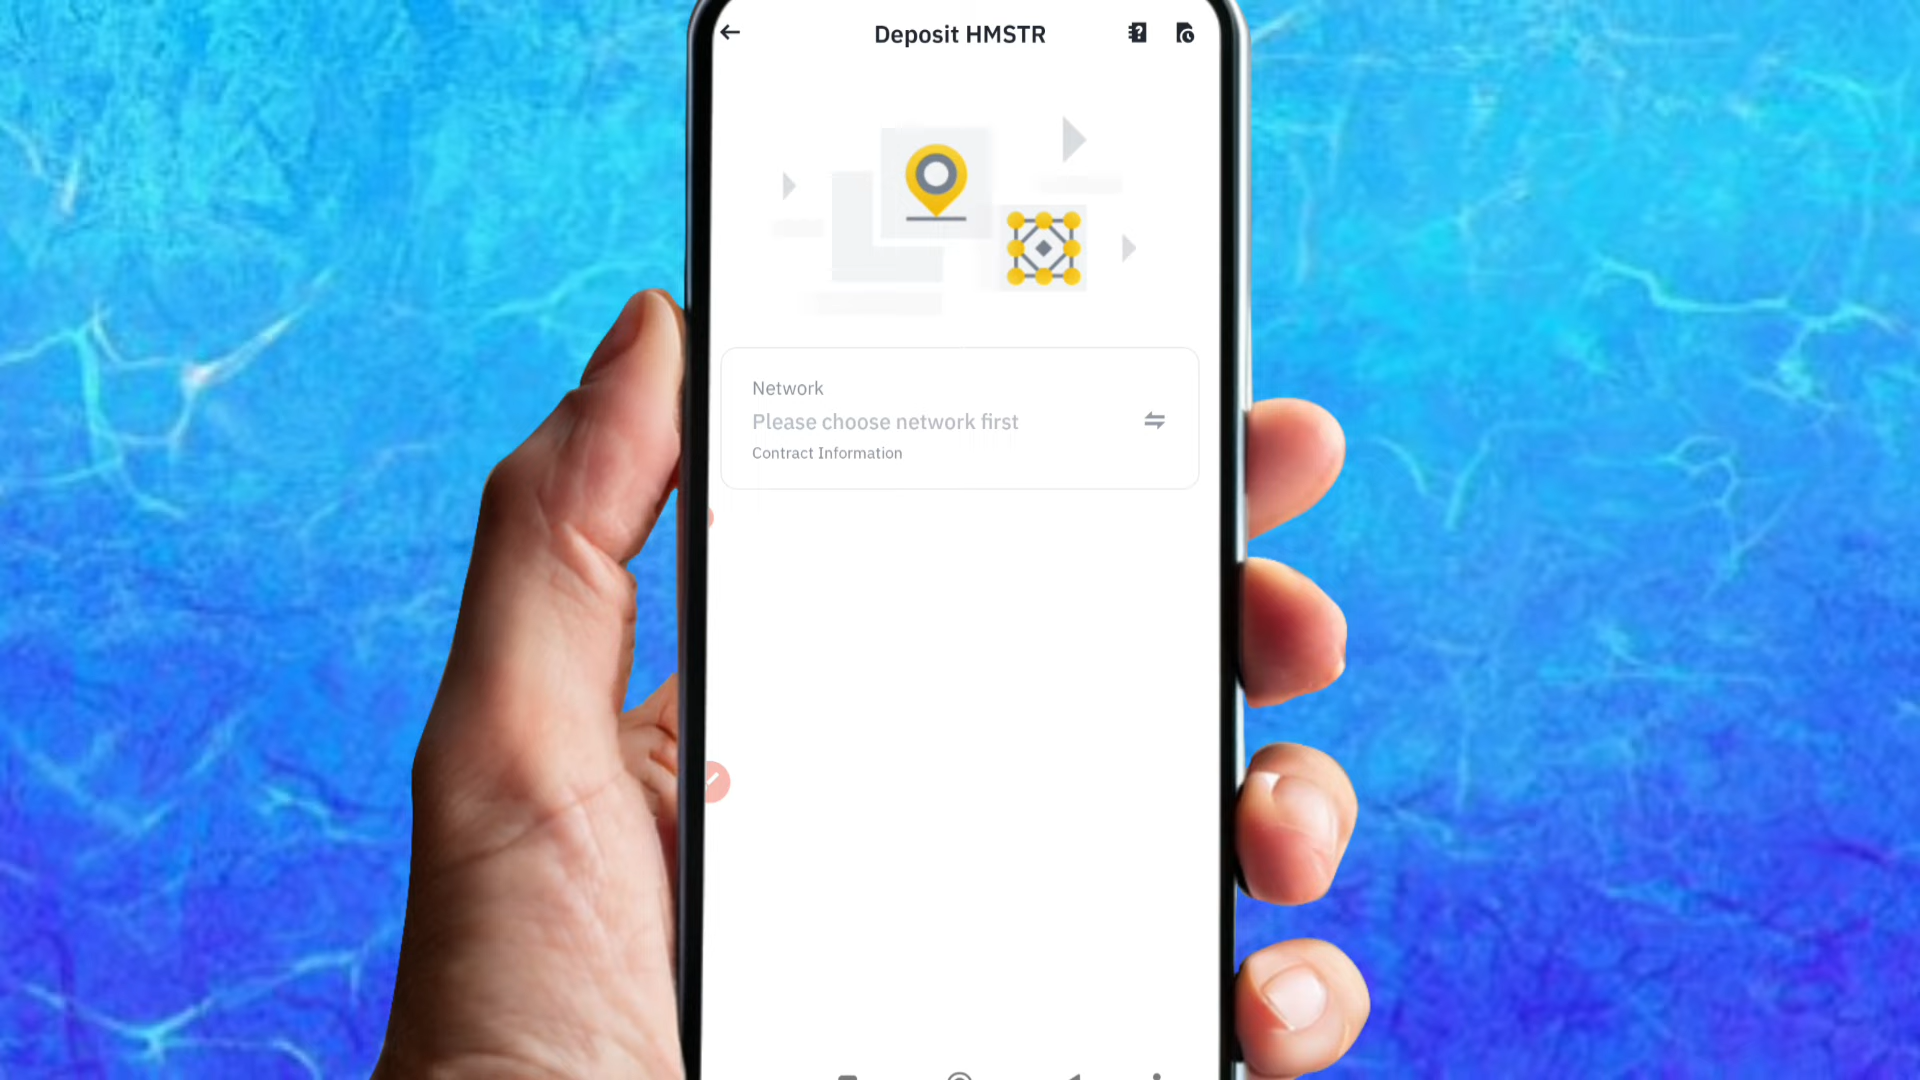 Deposit HMSTR
Network
Please choose network first
Contract Information